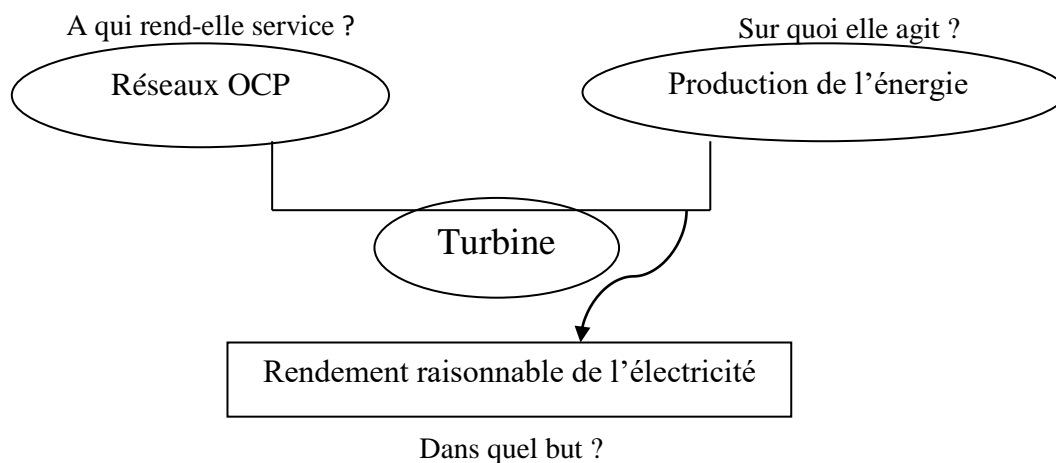 A qui rend-elle service ?
Sur quoi elle agit ?
Réseaux OCP
Production de l’énergie
Turbine
Rendement raisonnable de l’électricité
Dans quel but ?